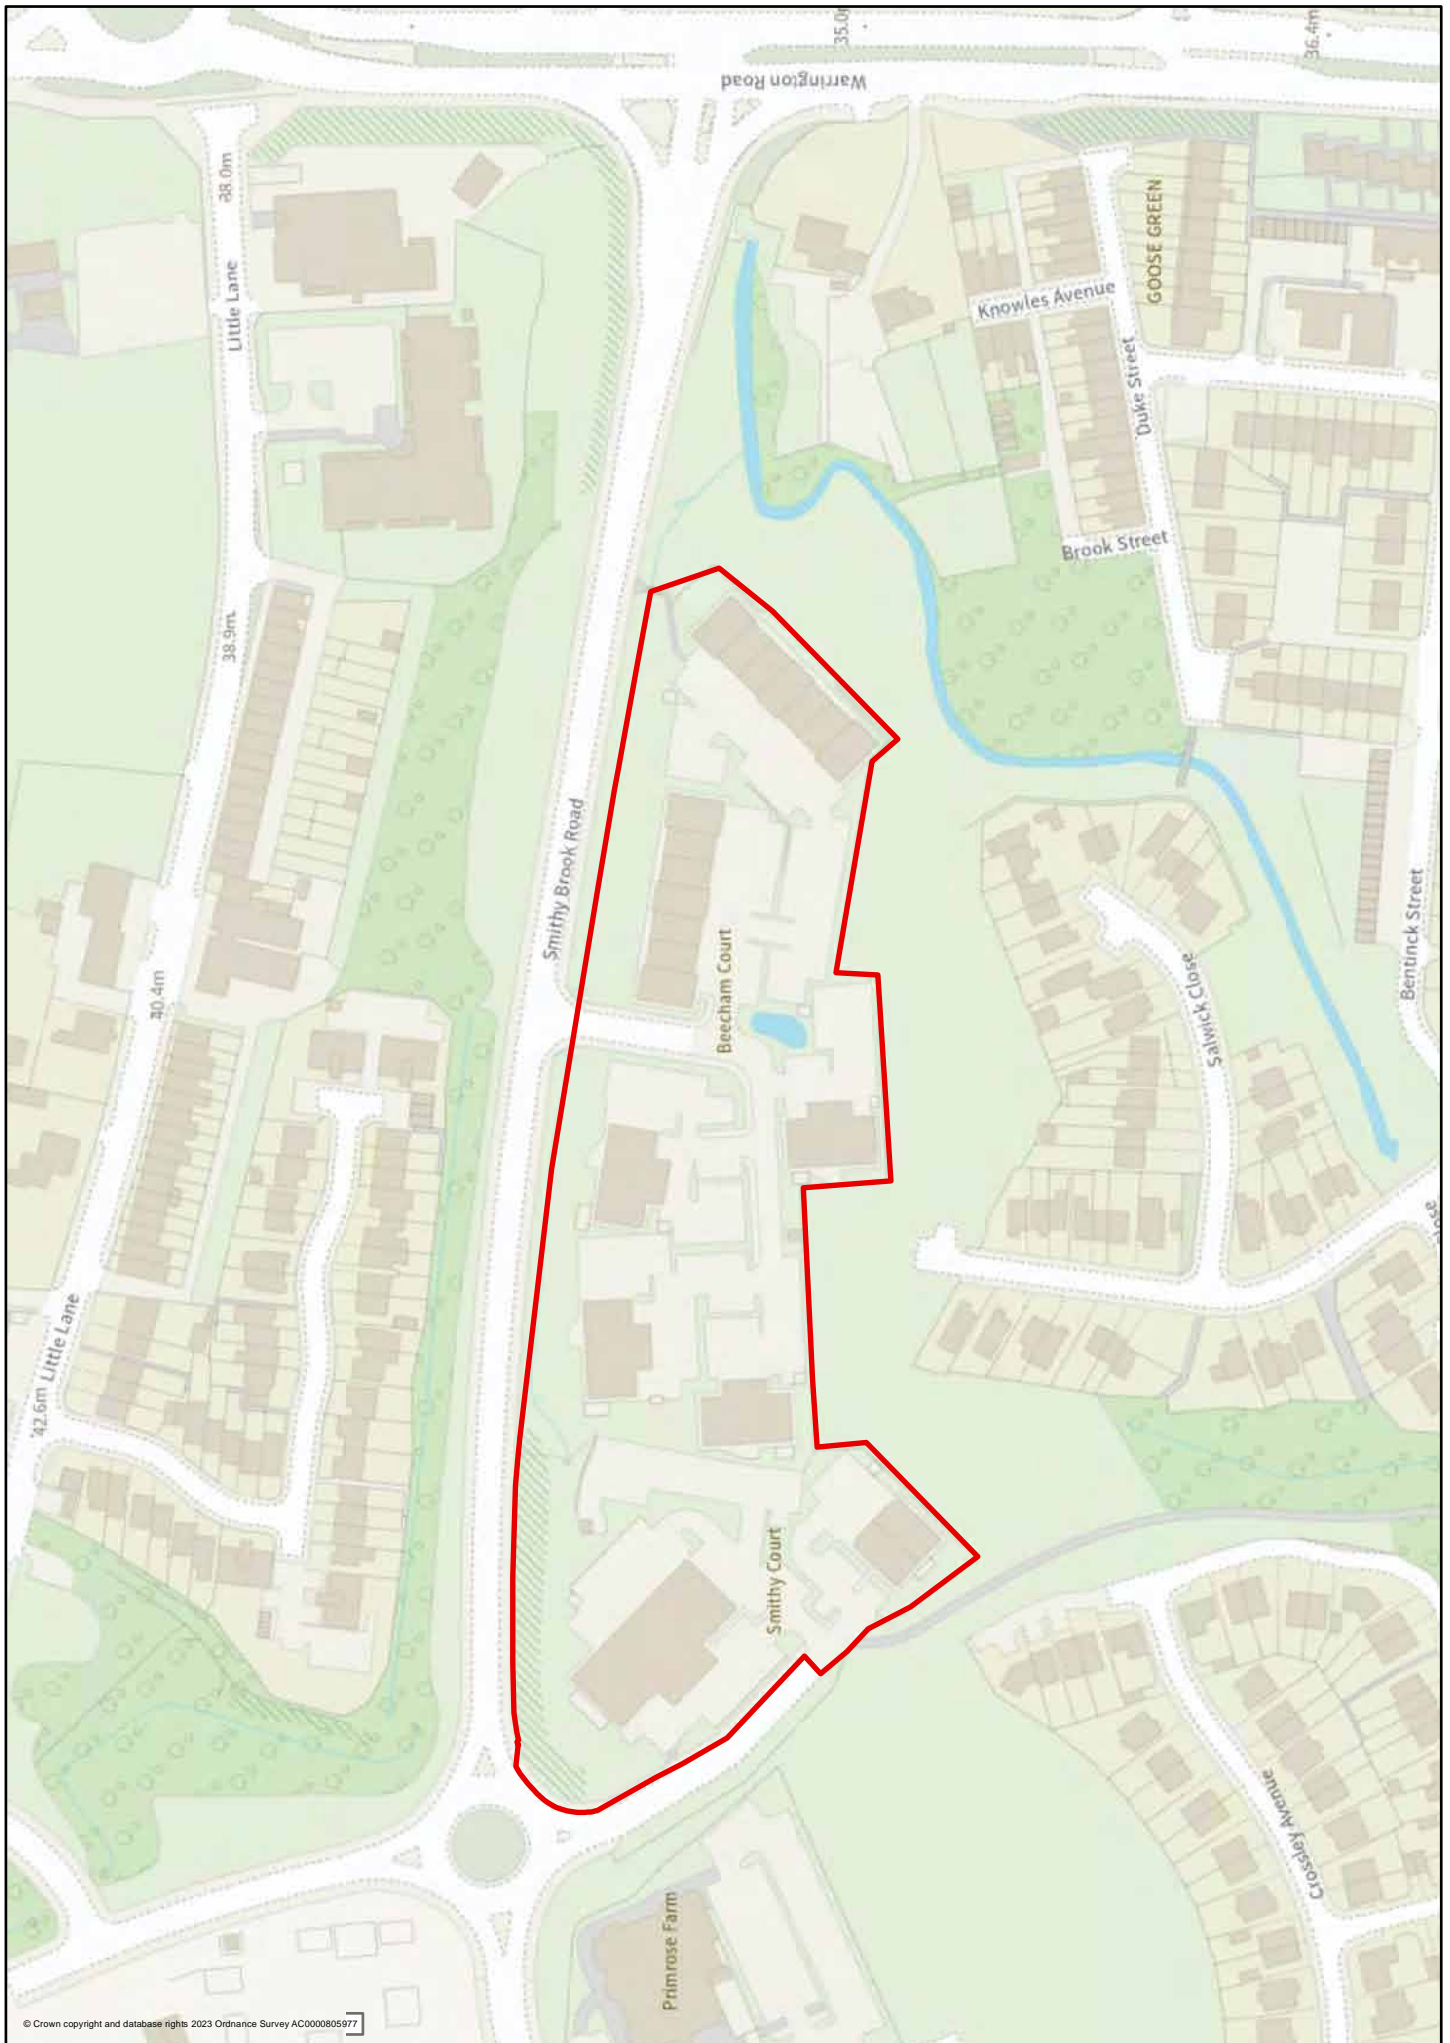 35.0
36.4m
Warrington Road
38.0m
Little Lane
GOOSE GREEN
Knowles Avenue
Duke Street
Brook Street
38.9m
Smithy Brook Road
Beecham Court
40.4m
Salwick Close
Bentinck Street
Little Lane
42.6m
Smithy Court
Crossley Avenue
Primrose Farm
© Crown copyright and database rights 2023 Ordnance Survey AC0000805977